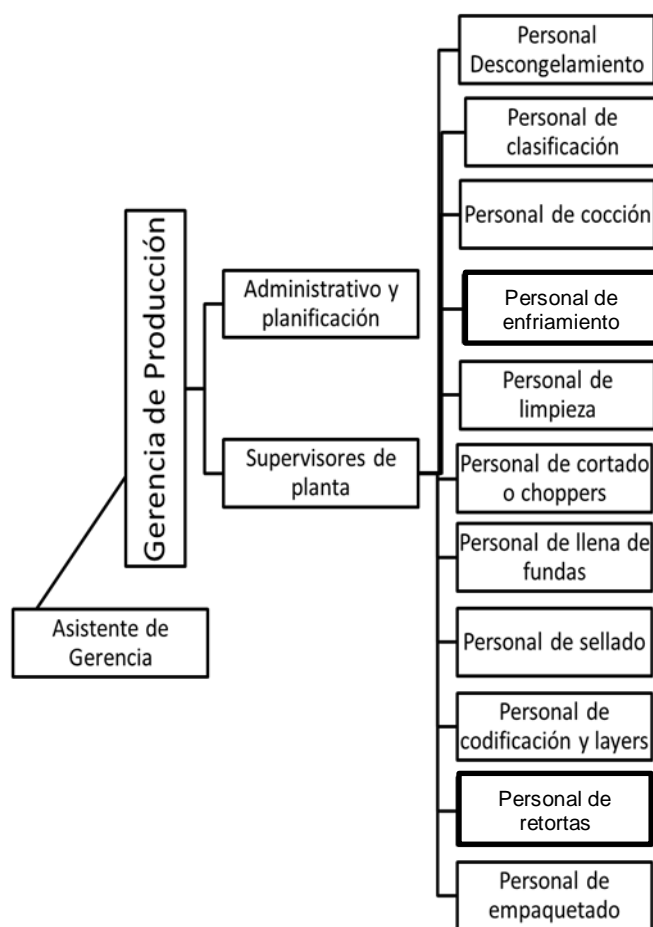 Gerencia de Producción
Asistente de
Gerencia
Administrativo y
planificación
Supervisores de
planta
Personal
Descongelamiento
Personal de
clasificación
Personal de cocción
Personal de
enfriamiento
Personal de
limpieza
Personal de cortado
o choppers
Personal de llena de
fundas
Personal de sellado
Personal de
codificación y layers
Personal de
retortas
Personal de
empaquetado